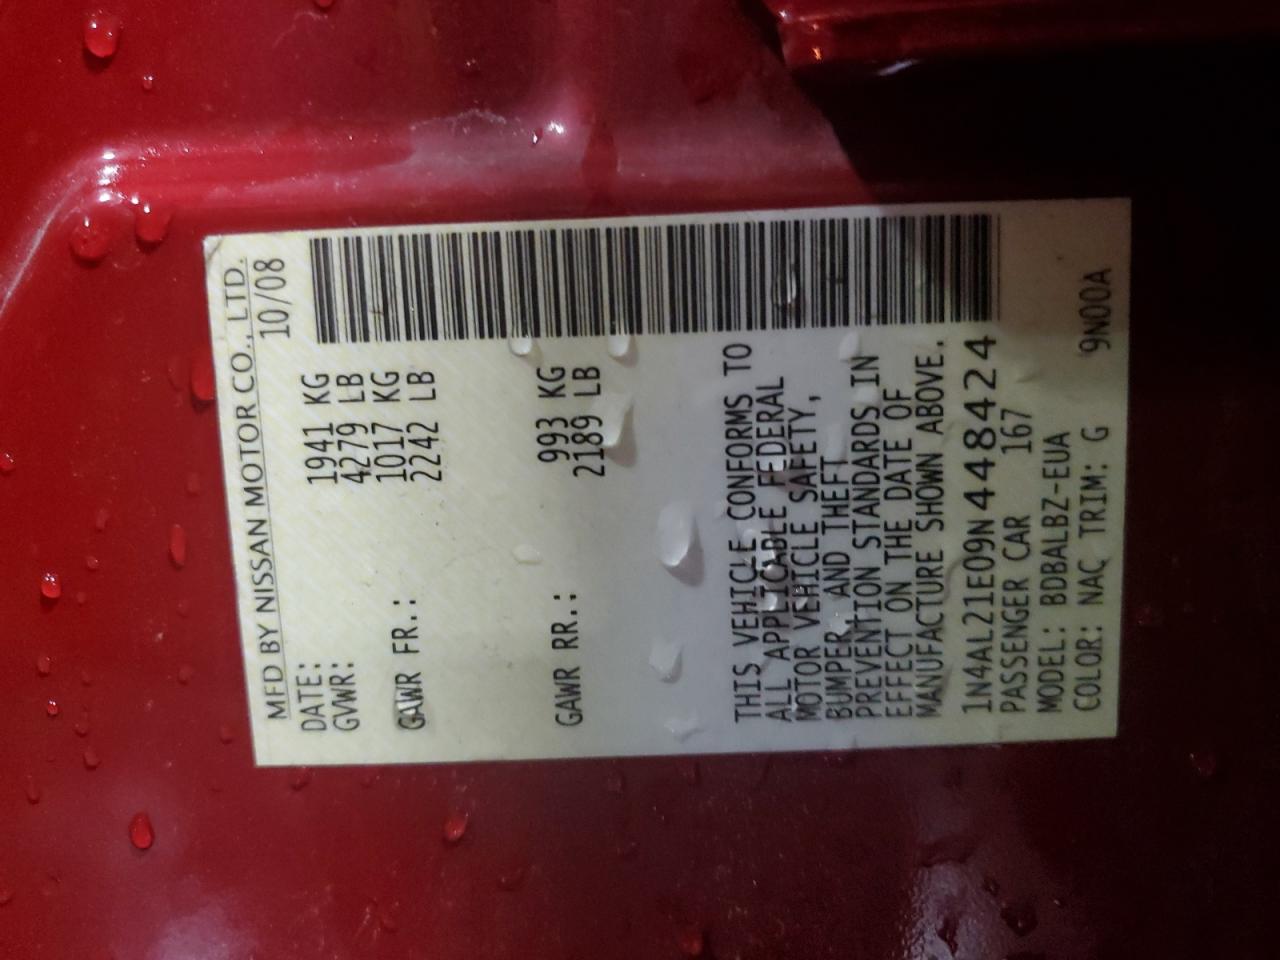 MFD BY NISSAN MOTOR CO., LTD.
DATE: 10/08
GVWR: 1941 KG
4279 LB
GAWR FR.: 1017 KG
2242 LB
GAWR RR.: 993 KG
2189 LB
THIS VEHICLE CONFORMS TO
ALL APPLICABLE FEDERAL
MOTOR VEHICLE SAFETY,
BUMPER, AND THEFT
PREVENTION STANDARDS IN
EFFECT ON THE DATE OF
MANUFACTURE SHOWN ABOVE.
1N4AL21E09N448424
PASSENGER CAR 167
MODEL: BDBALBZ-EUA
COLOR: NAC TRIM: G 9N00A